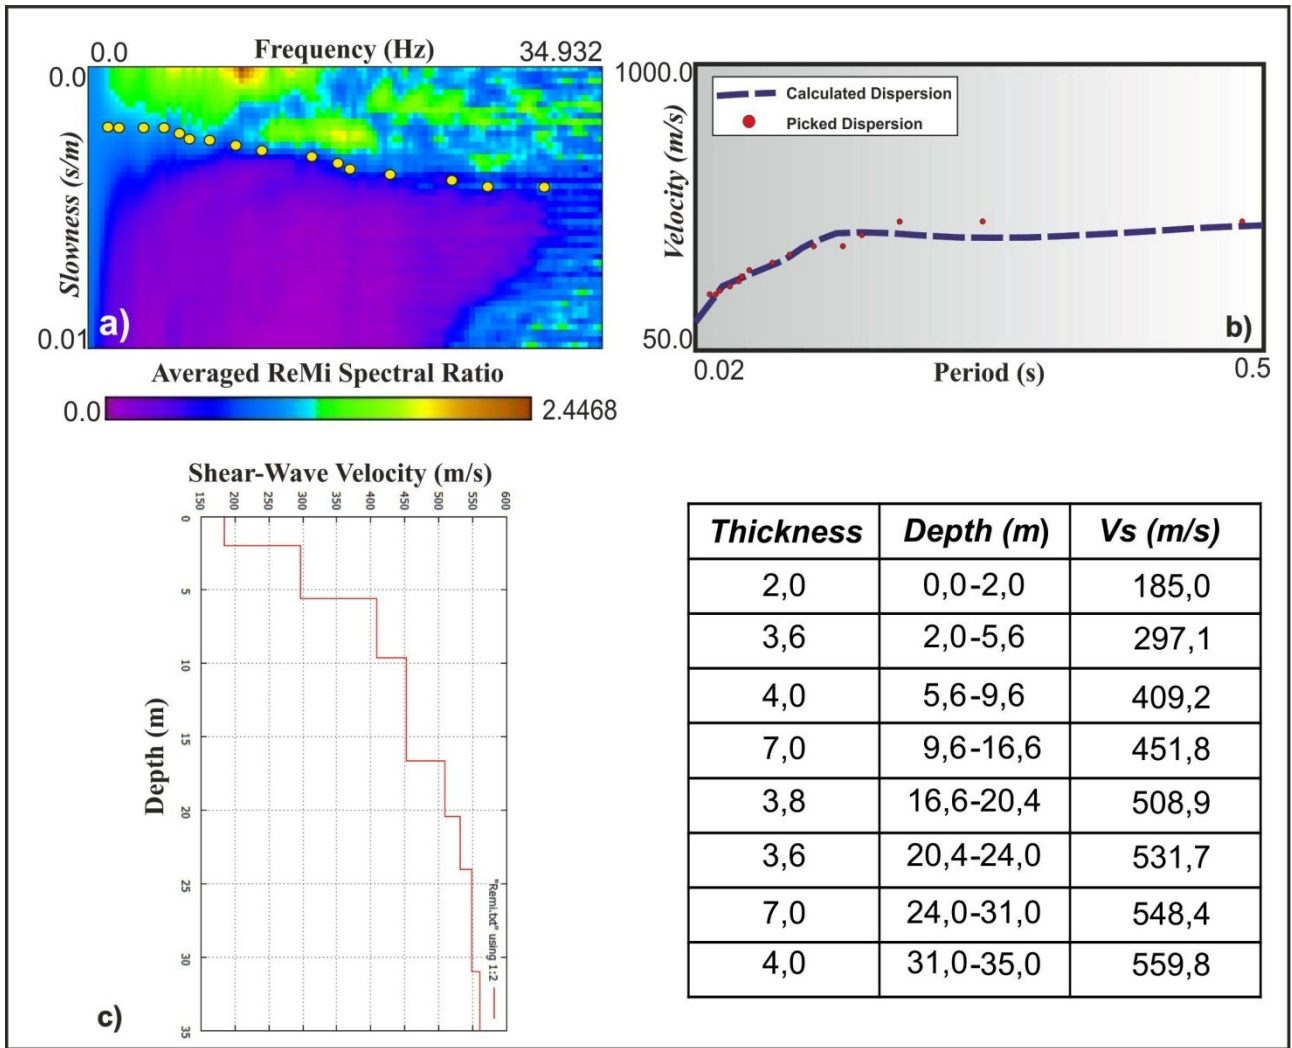 0.0 Frequency (Hz) 34.932
0.0
Slowness (s/m)
0.01
a)
Averaged ReMi Spectral Ratio
0.0 2.4468
1000.0
Velocity (m/s)
50.0
Calculated Dispersion
Picked Dispersion
b)
0.02 Period (s) 0.5
Shear-Wave Velocity (m/s)
150 200 250 300 350 400 450 500 550 600
0
5
10
15
20
25
30
35
Depth (m)
"Remi.txt" using 1:2
c)
Thickness Depth (m) Vs (m/s)
2,0 0,0-2,0 185,0
3,6 2,0-5,6 297,1
4,0 5,6-9,6 409,2
7,0 9,6-16,6 451,8
3,8 16,6-20,4 508,9
3,6 20,4-24,0 531,7
7,0 24,0-31,0 548,4
4,0 31,0-35,0 559,8